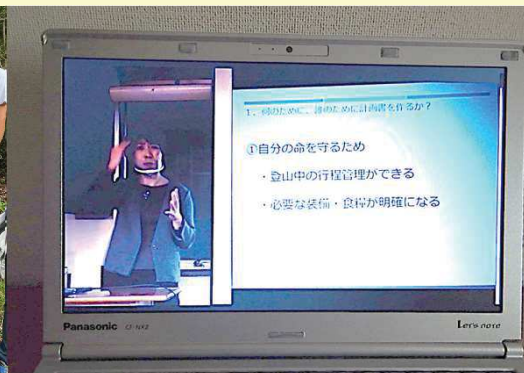 1．何のために、誰のために計画書を作るか？
①自分の命を守るため
・登山中の行程管理ができる
・必要な装備・食糧が明確になる
Panasonic
Let's note